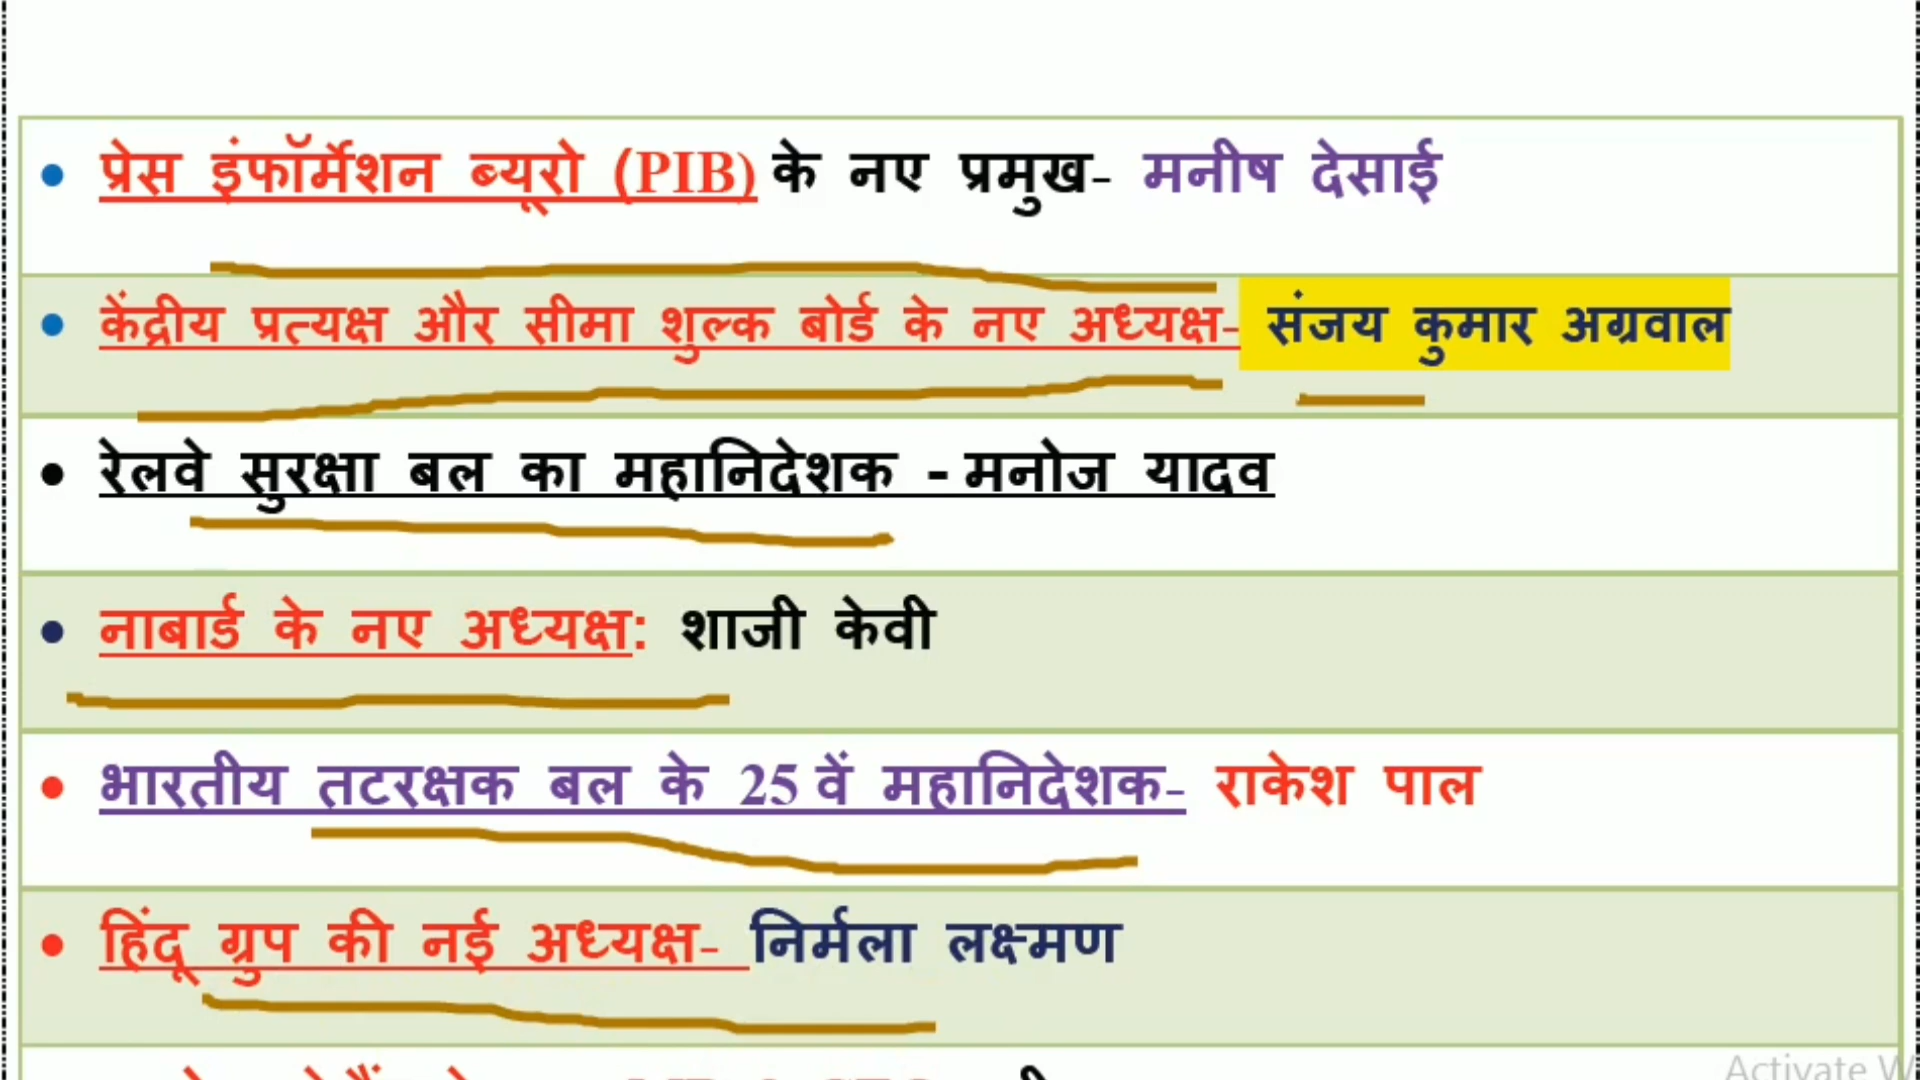 प्रेस इंफॉर्मेशन ब्यूरो (PIB) के नए प्रमुख- मनीष देसाई
केंद्रीय प्रत्यक्ष और सीमा शुल्क बोर्ड के नए अध्यक्ष- संजय कुमार अग्रवाल
रेलवे सुरक्षा बल का महानिदेशक - मनोज यादव
नाबार्ड के नए अध्यक्ष: शाजी केवी
भारतीय तटरक्षक बल के 25 वें महानिदेशक- राकेश पाल
हिंदू ग्रुप की नई अध्यक्ष- निर्मला लक्ष्मण
Activate W